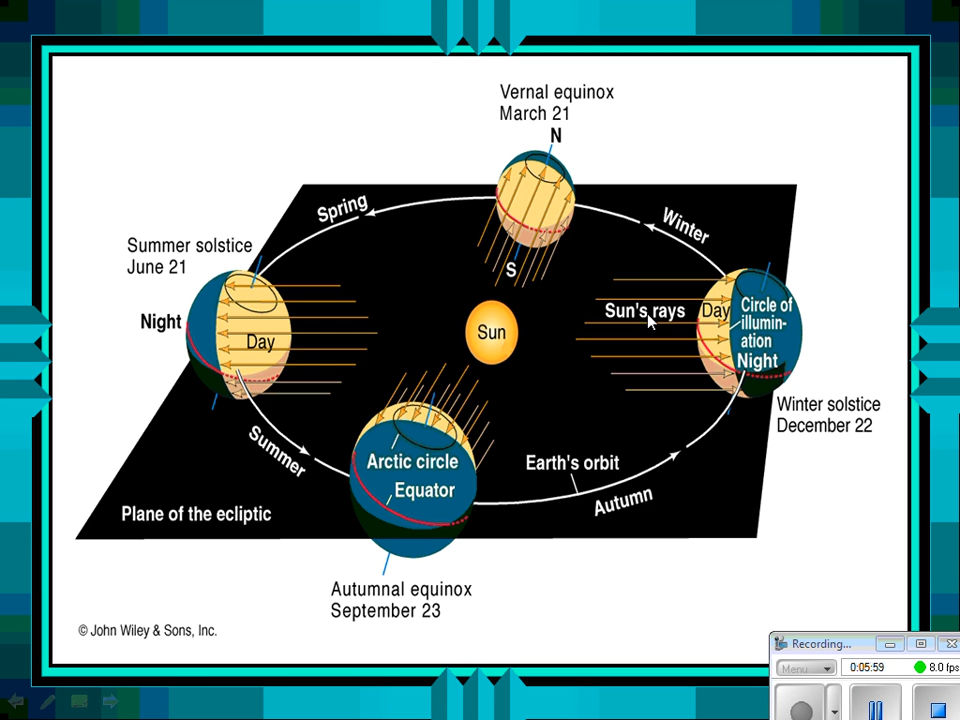 Vernal equinox
March 21
N
Spring
Winter
Summer solstice
June 21
S
Night
Day
Sun
Sun's rays
Day
Circle of
illumin-
ation
Night
Winter solstice
December 22
Summer
Arctic circle
Equator
Earth's orbit
Autumn
Plane of the ecliptic
Autumnal equinox
September 23
© John Wiley & Sons, Inc.
Recording...
Menu
0:05:59
8.0 fps